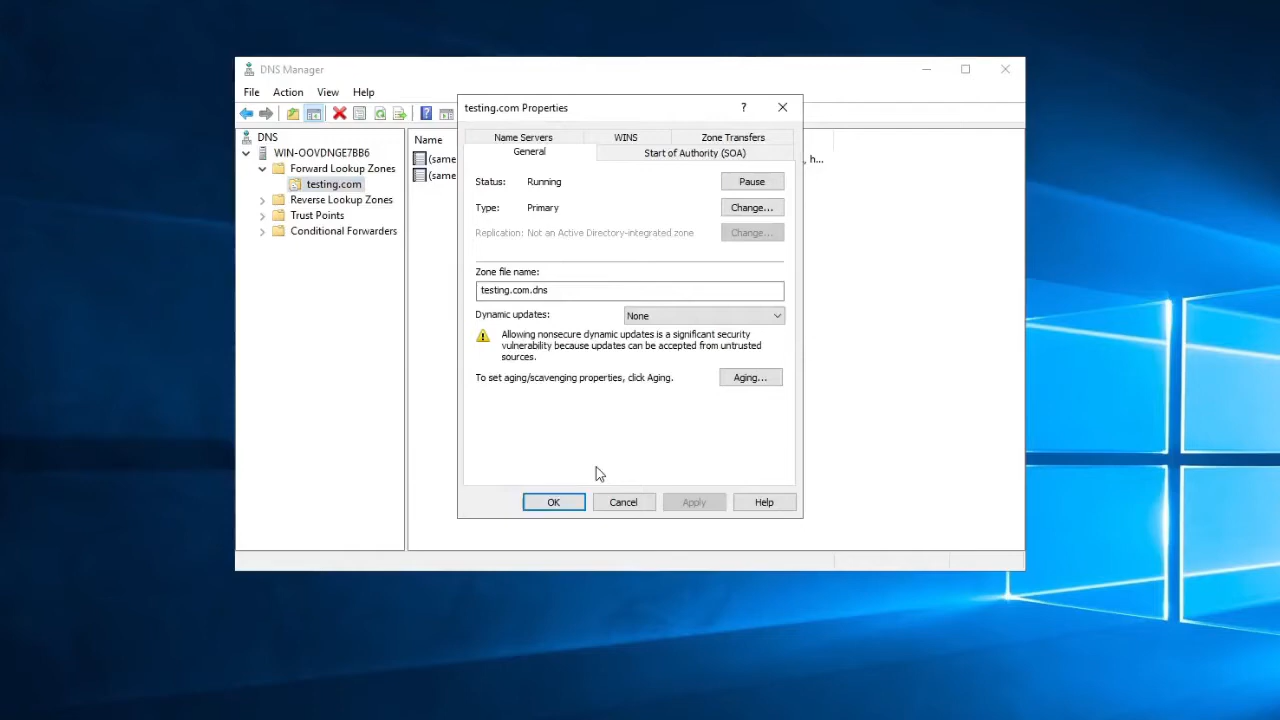 DNS Manager
File Action View Help
testing.com Properties
?
DNS
WIN-OOVDNGE7BB6
Forward Lookup Zones
testing.com
Reverse Lookup Zones
Trust Points
Conditional Forwarders
Name
(same
(same
, h...
Name Servers WINS Zone Transfers
General Start of Authority (SOA)
Status: Running Pause
Type: Primary Change...
Replication: Not an Active Directory-integrated zone Change...
Zone file name:
testing.com.dns
Dynamic updates: None
Allowing nonsecure dynamic updates is a significant security
vulnerability because updates can be accepted from untrusted
sources.
To set aging/scavenging properties, click Aging. Aging...
OK Cancel Apply Help